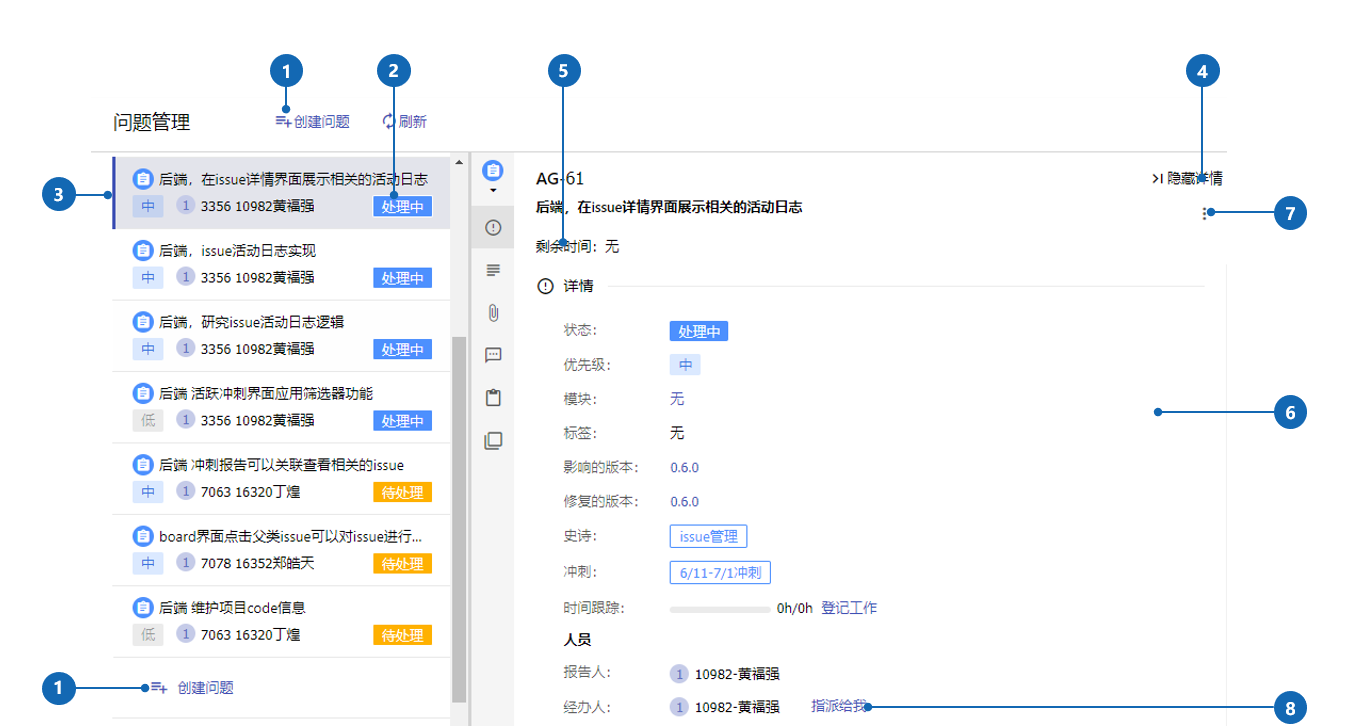 1
2
5
4
问题管理
创建问题
刷新
3
后端，在issue详情界面展示相关的活动日志
中 1 3356 10982黄福强 处理中
后端，issue活动日志实现
中 1 3356 10982黄福强 处理中
后端，研究issue活动日志逻辑
中 1 3356 10982黄福强 处理中
后端 活跃冲刺界面应用筛选器功能
低 1 3356 10982黄福强 处理中
后端 冲刺报告可以关联查看相关的issue
中 1 7063 16320丁煌 待处理
board界面点击父类issue可以对issue进行...
中 1 7078 16352郑皓天 待处理
后端 维护项目code信息
低 1 7063 16320丁煌 待处理
1
创建问题
AG-61
隐藏详情
后端，在issue详情界面展示相关的活动日志
7
剩余时间：无
详情
状态： 处理中
优先级： 中
模块： 无
标签： 无
6
影响的版本： 0.6.0
修复的版本： 0.6.0
史诗： issue管理
冲刺： 6/11-7/1冲刺
时间跟踪： 0h/0h 登记工作
人员
报告人： 1 10982-黄福强
经办人： 1 10982-黄福强 指派给我
8